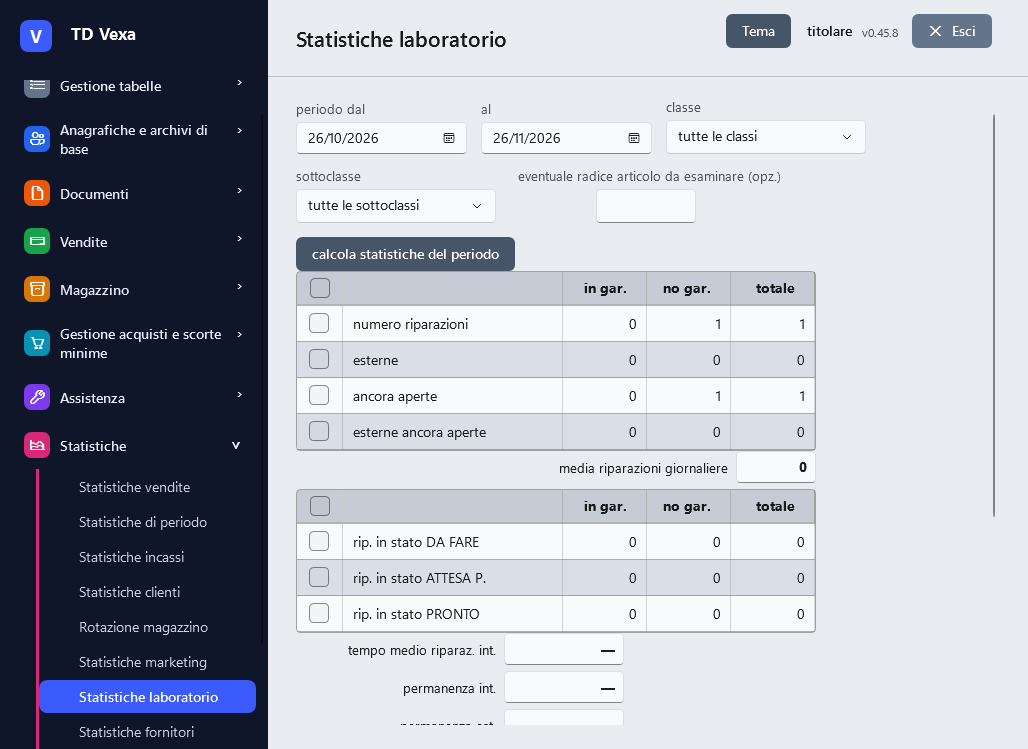 V TD Vexa
Gestione tabelle
Anagrafiche e archivi di
base
Documenti
Vendite
Magazzino
Gestione acquisti e scorte
minime
Assistenza
Statistiche
Statistiche vendite
Statistiche di periodo
Statistiche incassi
Statistiche clienti
Rotazione magazzino
Statistiche marketing
Statistiche laboratorio
Statistiche fornitori
Statistiche laboratorio
Tema titolare v0.45.8 Esci
periodo dal al classe
26/10/2026 26/11/2026 tutte le classi
sottoclasse eventuale radice articolo da esaminare (opz.)
tutte le sottoclassi
calcola statistiche del periodo
in gar. no gar. totale
numero riparazioni 0 1 1
esterne 0 0 0
ancora aperte 0 1 1
esterne ancora aperte 0 0 0
media riparazioni giornaliere 0
in gar. no gar. totale
rip. in stato DA FARE 0 0 0
rip. in stato ATTESA P. 0 0 0
rip. in stato PRONTO 0 0 0
tempo medio riparaz. int. —
permanenza int. —